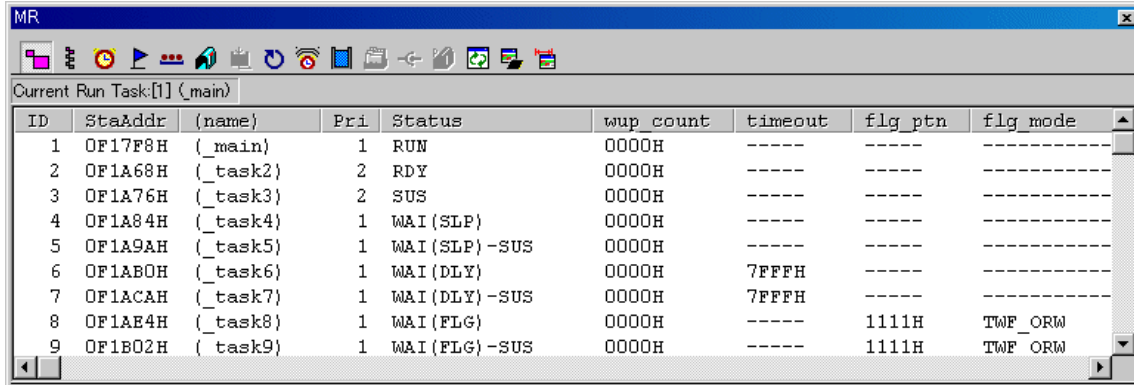 MR
Current Run Task:[1] (_main)
ID StaAddr (name) Pri Status wup_count timeout flg_ptn flg_mode
1 0F17F8H (_main) 1 RUN 0000H ----- ----- -----------
2 0F1A68H (_task2) 2 RDY 0000H ----- ----- -----------
3 0F1A76H (_task3) 2 SUS 0000H ----- ----- -----------
4 0F1A84H (_task4) 1 WAI(SLP) 0000H ----- ----- -----------
5 0F1A9AH (_task5) 1 WAI(SLP)-SUS 0000H ----- ----- -----------
6 0F1AB0H (_task6) 1 WAI(DLY) 0000H 7FFFH ----- -----------
7 0F1ACAH (_task7) 1 WAI(DLY)-SUS 0000H 7FFFH ----- -----------
8 0F1AE4H (_task8) 1 WAI(FLG) 0000H ----- 1111H TWF_ORW
9 0F1B02H (_task9) 1 WAI(FLG)-SUS 0000H ----- 1111H TWF_ORW